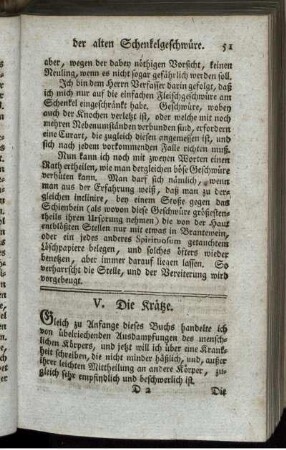 der alten Schenkelgeschwüre. 51
aber, wegen der dabey nöthigen Vorsicht, keinen
Neuling, wenn es nicht sogar gefährlich werden soll.
Ich bin dem Herrn Verfasser darin gefolgt, daß
ich mich nur auf die einfachen Fleischgeschwüre am
Schenkel eingeschränkt habe. Geschwüre, wobey
auch der Knochen verletzt ist, oder welche mit noch
mehren Nebenumständen verbunden sind, erfordern
eine Curart, die zugleich diesen angemessen ist, und
sich nach jedem vorkommenden Falle richten muß.
Nun kann ich noch mit zweyen Worten einen
Rath ertheilen, wie man dergleichen böse Geschwüre
verhüten kann. Man darf sich nämlich, wenn
man aus der Erfahrung weiß, daß man zu der-
gleichen inclinire, bey einem Stoße gegen das
Schienbein (als wovon diese Geschwüre größesten-
theils ihren Ursprung nehmen) die von der Haut
entblößten Stellen nur mit etwas in Brantewein,
oder ein jedes anderes Spirituosum getauchtem
Löschpapiere belegen, und solches öfters wieder
benetzen, aber immer darauf liegen lassen. So
verharrscht die Stelle, und der Vereiterung wird
vorgebeugt.
V. Die Krätze.
Gleich zu Anfange dieses Buchs handelte ich
von übelriechenden Ausdampfungen des mensch-
lichen Körpers, und jetzt will ich über eine Krank-
heit schreiben, die nicht minder häßlich, und, außer
ihrer leichten Mittheilung an andere Körper, zu-
gleich sehr empfindlich und beschwerlich ist.
D 2 Die